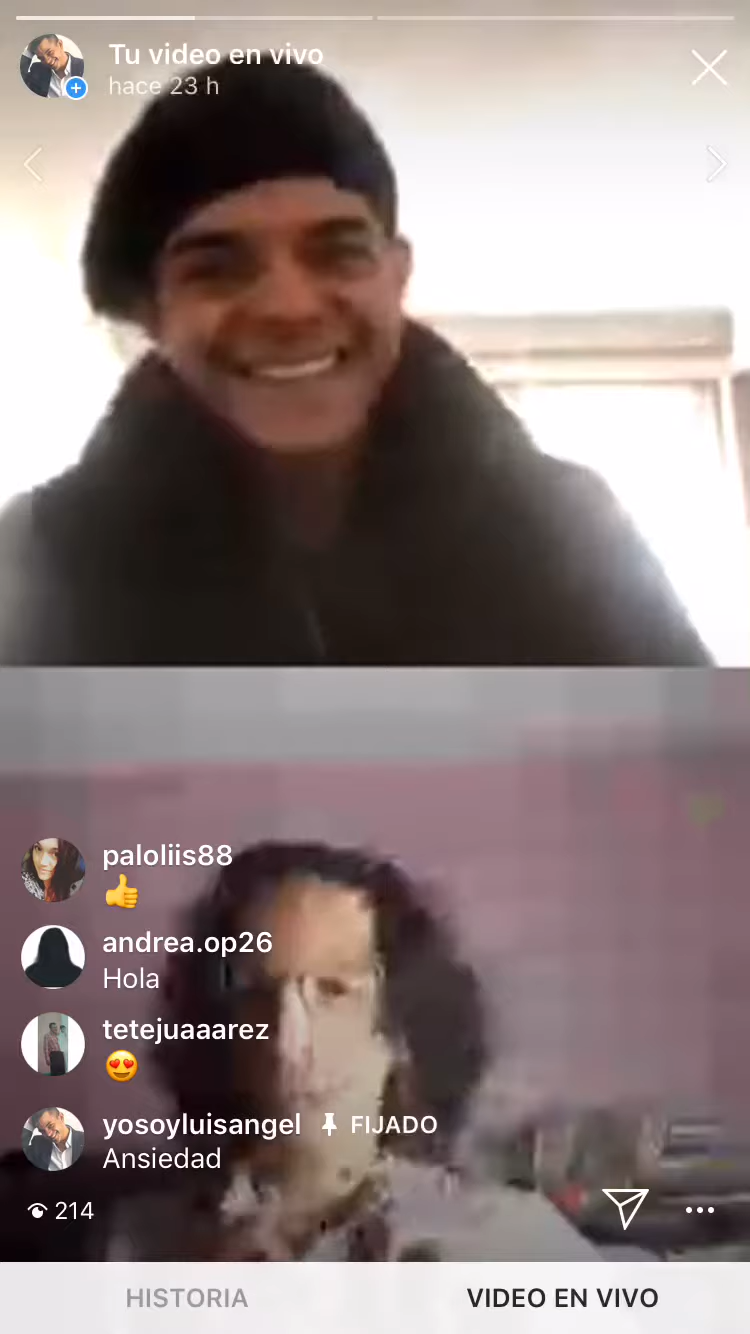 Tu video en vivo
hace 23 h
paloliis88
👍
andrea.op26
Hola
tetejuaaarez
😍
yosoyluisangel FIJADO
Ansiedad
214
HISTORIA
VIDEO EN VIVO